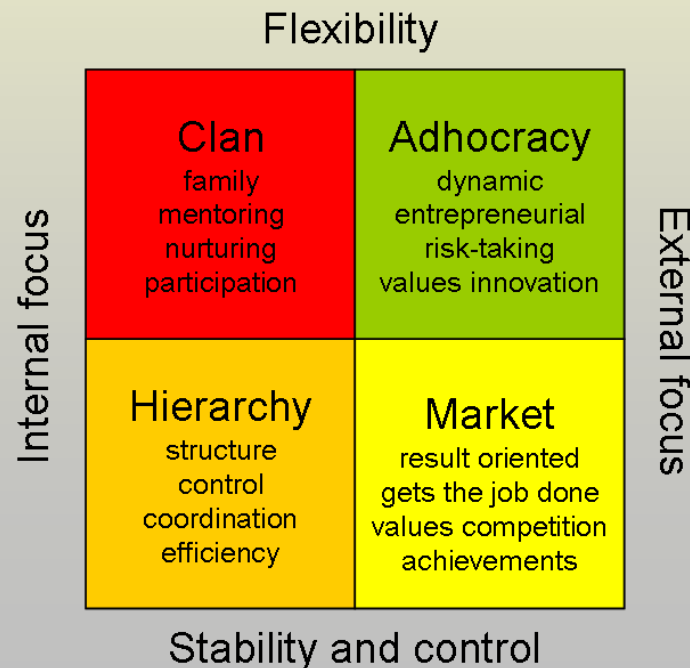 Flexibility
Internal focus
Clan
family
mentoring
nurturing
participation
Adhocracy
dynamic
entrepreneurial
risk-taking
values innovation
External focus
Hierarchy
structure
control
coordination
efficiency
Market
result oriented
gets the job done
values competition
achievements
Stability and control